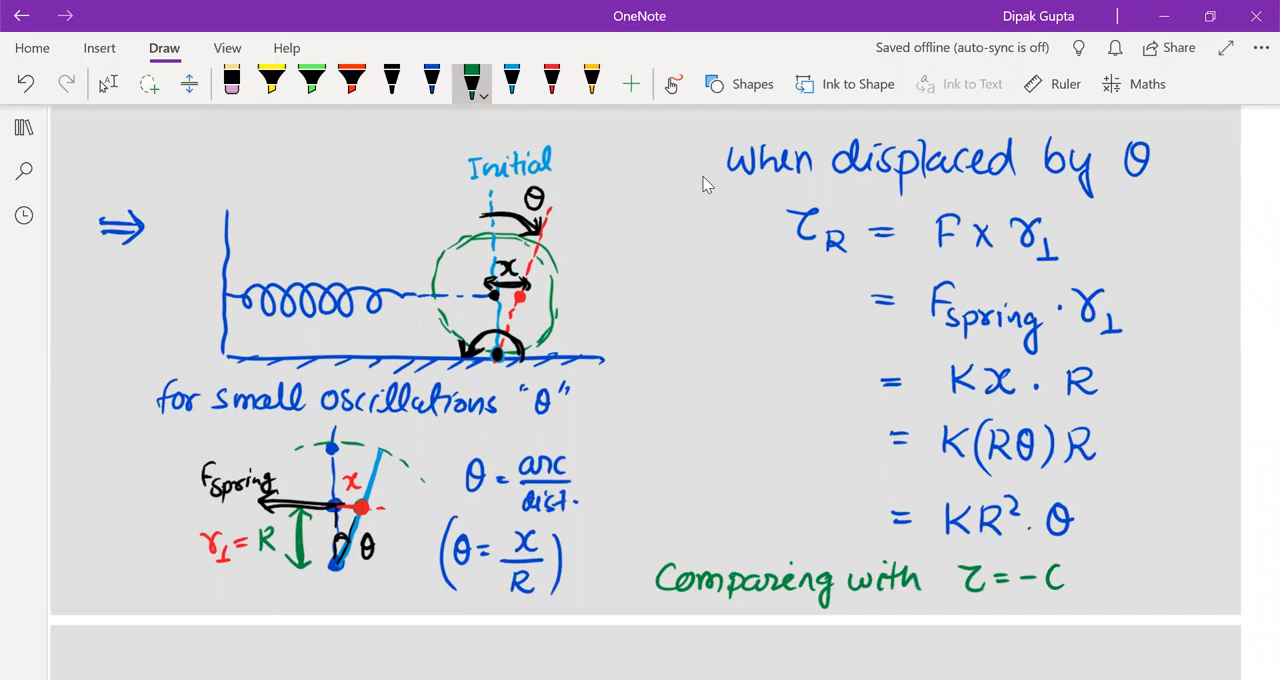 OneNote
Dipak Gupta
Home Insert Draw View Help
Saved offline (auto-sync is off)
Share
Shapes
Ink to Shape
Ink to Text
Ruler
Maths
Initial
θ
x
⇒
for small oscillations "θ"
Fspring
x
r⊥ = R
θ
θ = arc/dist.
(θ = x/R)
When displaced by θ
τR = F × r⊥
= Fspring · r⊥
= Kx · R
= K(Rθ)R
= KR² · θ
Comparing with τ = -C